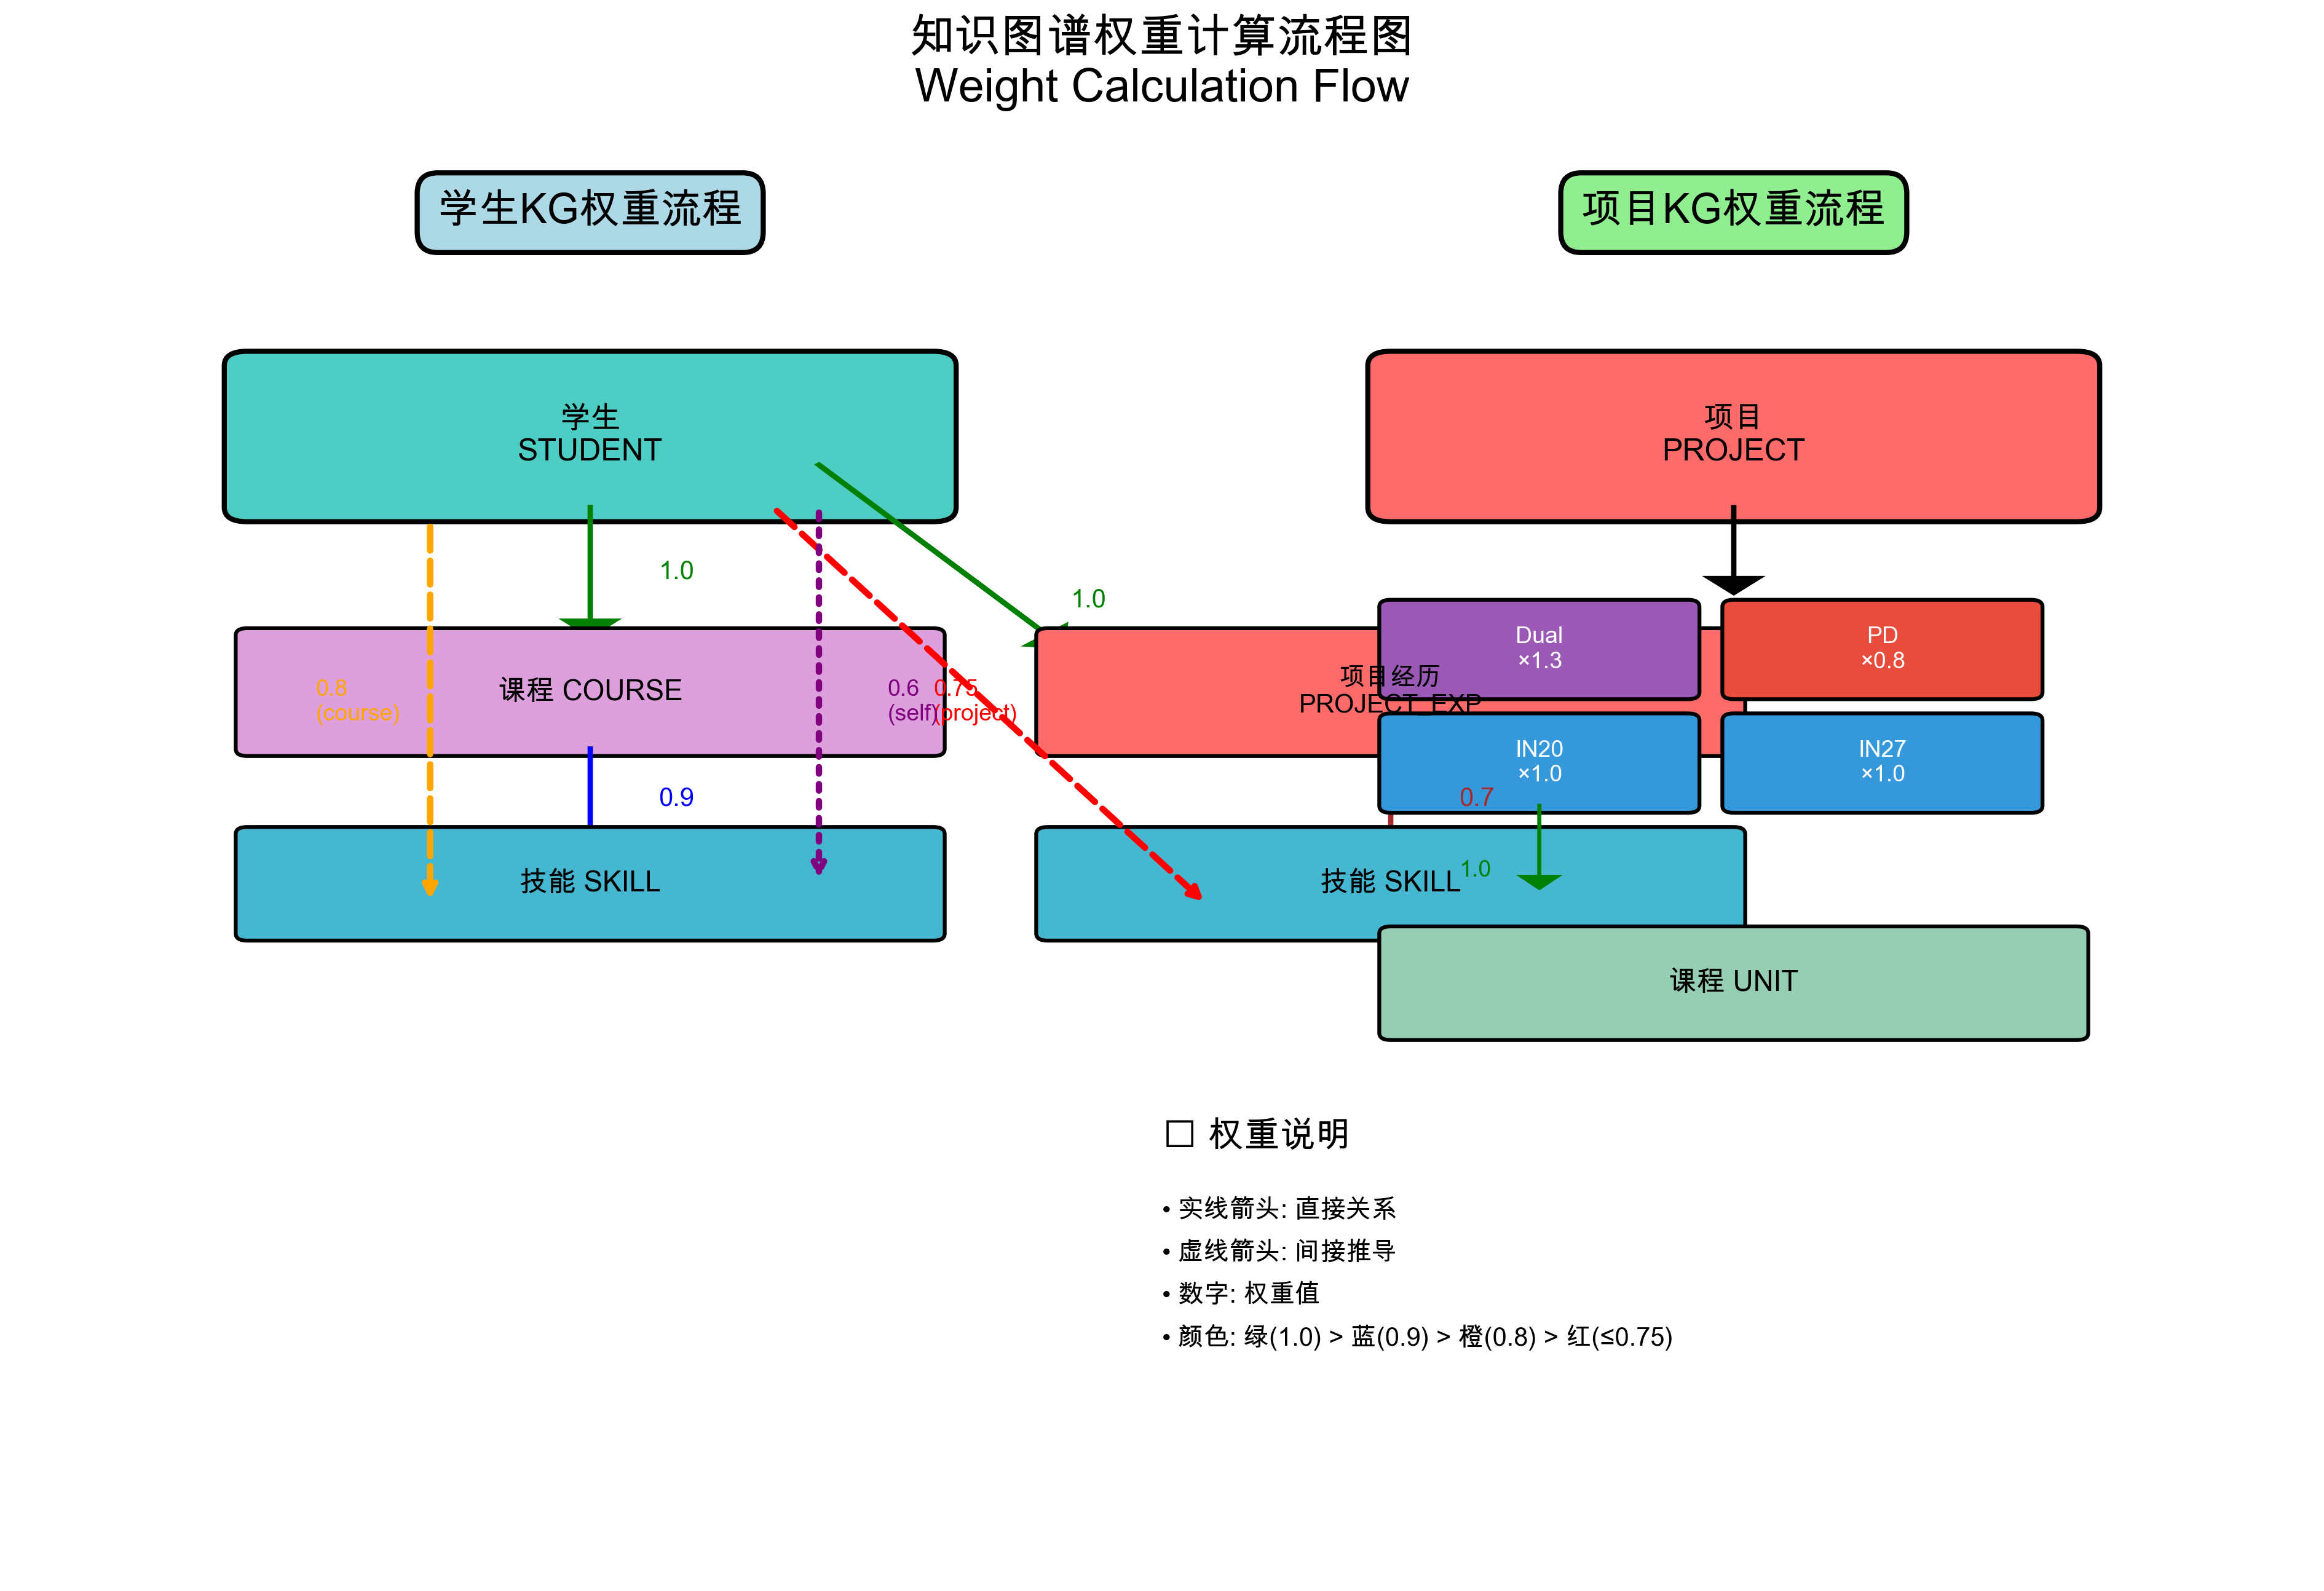 知识图谱权重计算流程图
Weight Calculation Flow
学生KG权重流程
项目KG权重流程
学生
STUDENT
项目
PROJECT
1.0
1.0
课程 COURSE
0.8
(course)
0.6
(self)
0.75
(project)
项目经历
PROJECT_EXP
Dual
×1.3
PD
×0.8
IN20
×1.0
IN27
×1.0
0.9
0.7
技能 SKILL
技能 SKILL
1.0
课程 UNIT
□ 权重说明
• 实线箭头: 直接关系
• 虚线箭头: 间接推导
• 数字: 权重值
• 颜色: 绿(1.0) > 蓝(0.9) > 橙(0.8) > 红(≤0.75)